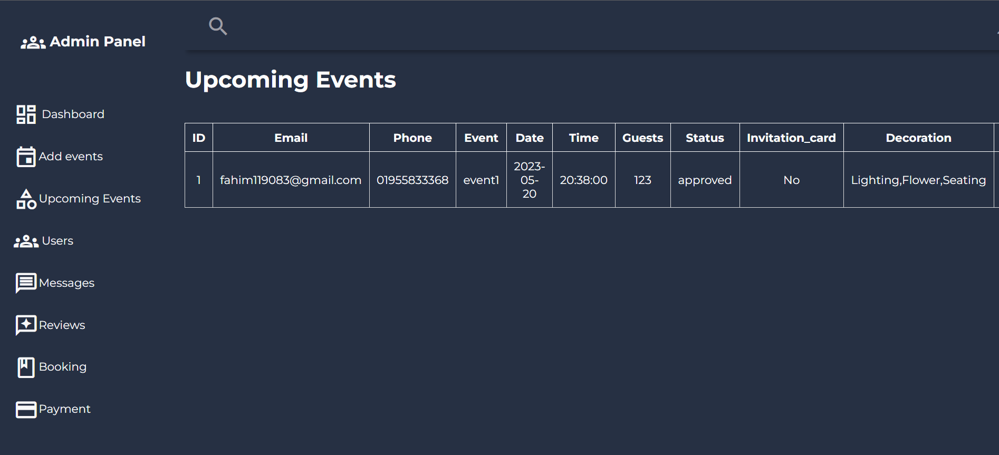 Admin Panel
Dashboard
Add events
Upcoming Events
Users
Messages
Reviews
Booking
Payment
Upcoming Events
ID Email Phone Event Date Time Guests Status Invitation_card Decoration
1 fahim119083@gmail.com 01955833368 event1 2023-05-20 20:38:00 123 approved No Lighting,Flower,Seating